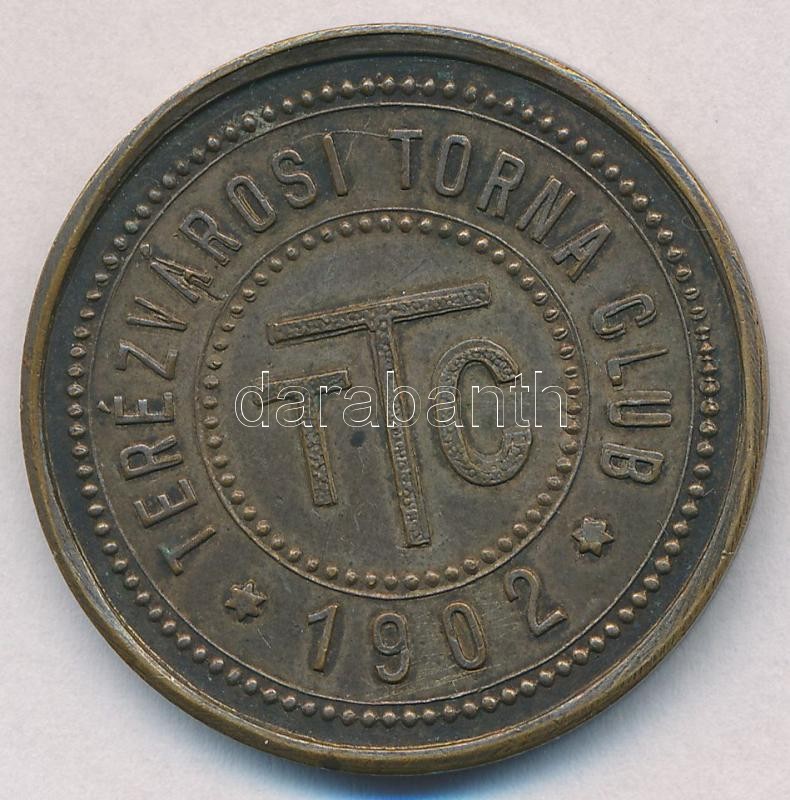 TERÉZVÁROSI TORNA CLUB
TTC
1902
darabanth